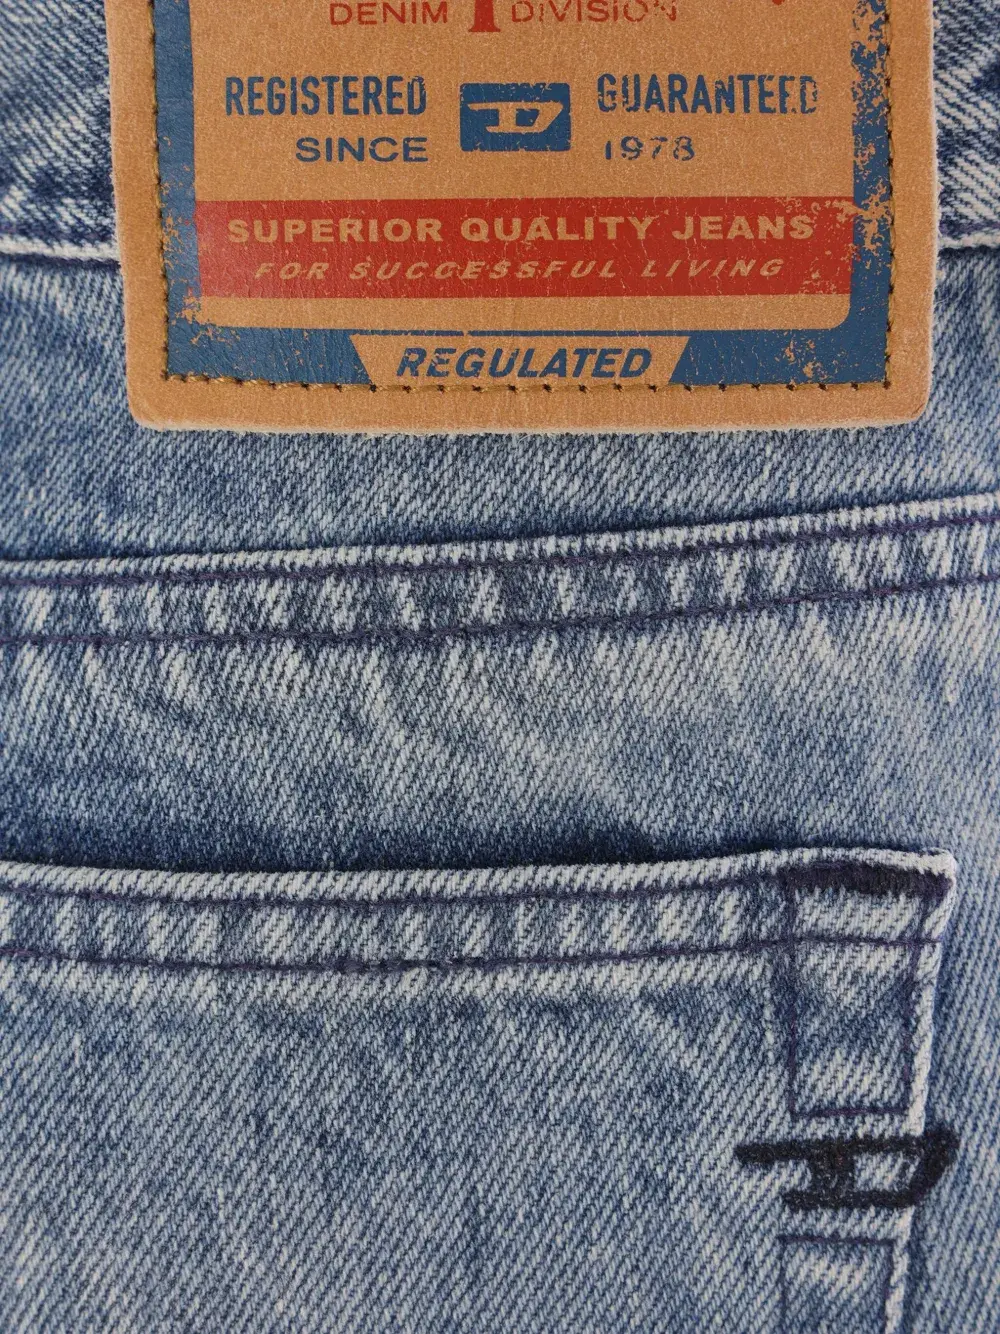 DENIM DIVISION
REGISTERED D GUARANTEED
SINCE 1978
SUPERIOR QUALITY JEANS
FOR SUCCESSFUL LIVING
REGULATED
D